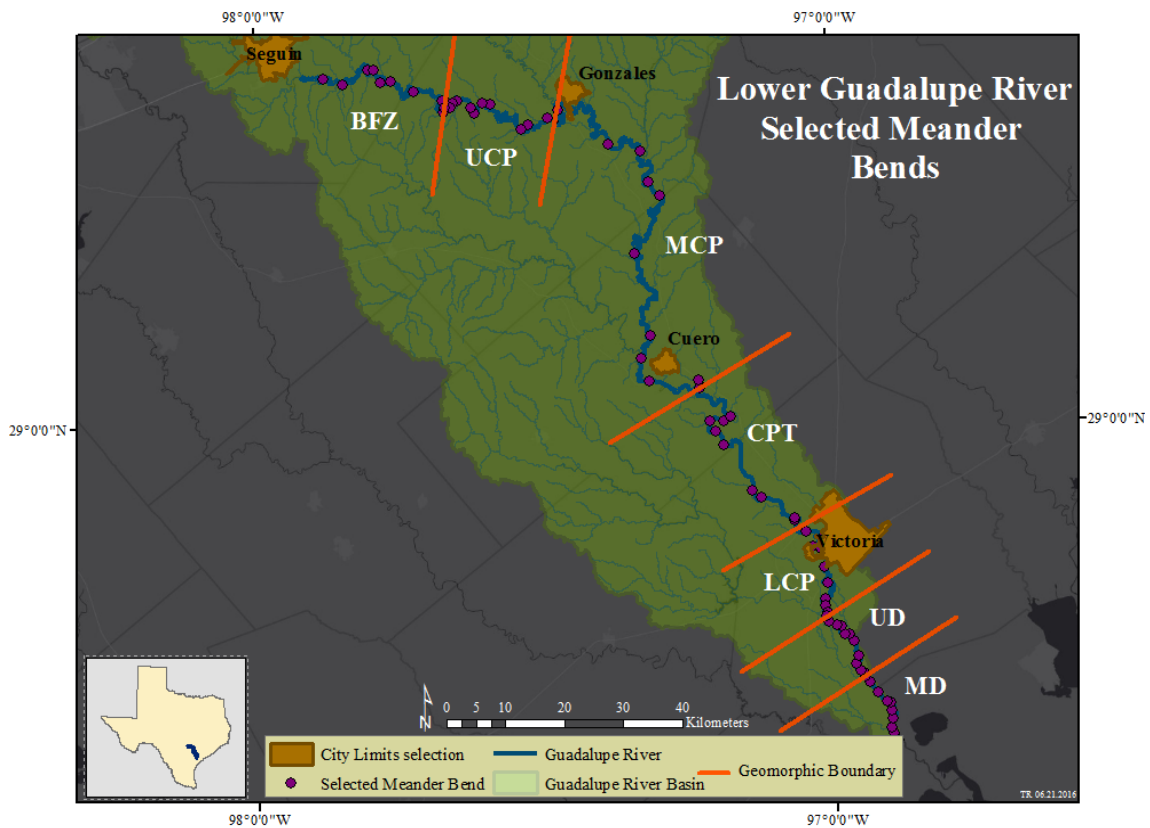 98°0'0"W
97°0'0"W
Seguin
Gonzales
Lower Guadalupe River
Selected Meander
Bends
BFZ
UCP
MCP
Cuero
29°0'0"N
29°0'0"N
CPT
Victoria
LCP
UD
MD
N
0 5 10 20 30 40
Kilometers
City Limits selection
Guadalupe River
Geomorphic Boundary
Selected Meander Bend
Guadalupe River Basin
TR. 06.21.2016
98°0'0"W
97°0'0"W